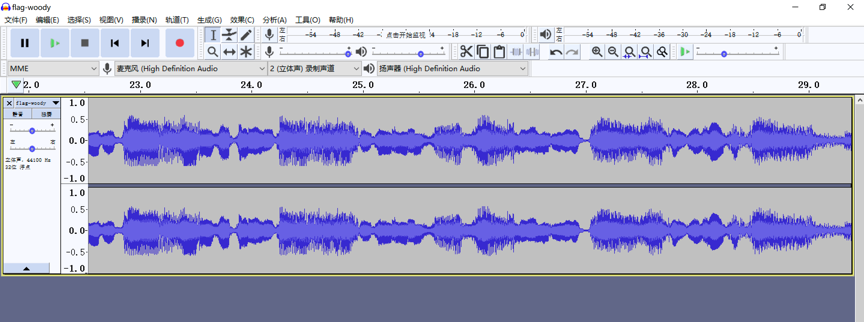 flag-woody
文件(F) 编辑(E) 选择(S) 视图(V) 播录(N) 轨道(T) 生成(G) 效果(C) 分析(A) 工具(O) 帮助(H)
左 -54 -48 - 点击开始监视 -18 -12 -6 0
右
左 -54 -48 -42 -36 -30 -24 -18 -12 -6 0
右
MME 麦克风 (High Definition Audio 2 (立体声) 录制声道 扬声器 (High Definition Audio
22.0 23.0 24.0 25.0 26.0 27.0 28.0 29.0
flag-woody
静音 独奏
- +
左 右
立体声, 44100 Hz
32位 浮点
1.0
0.5
0.0
-0.5
-1.0
1.0
0.5
0.0
-0.5
-1.0